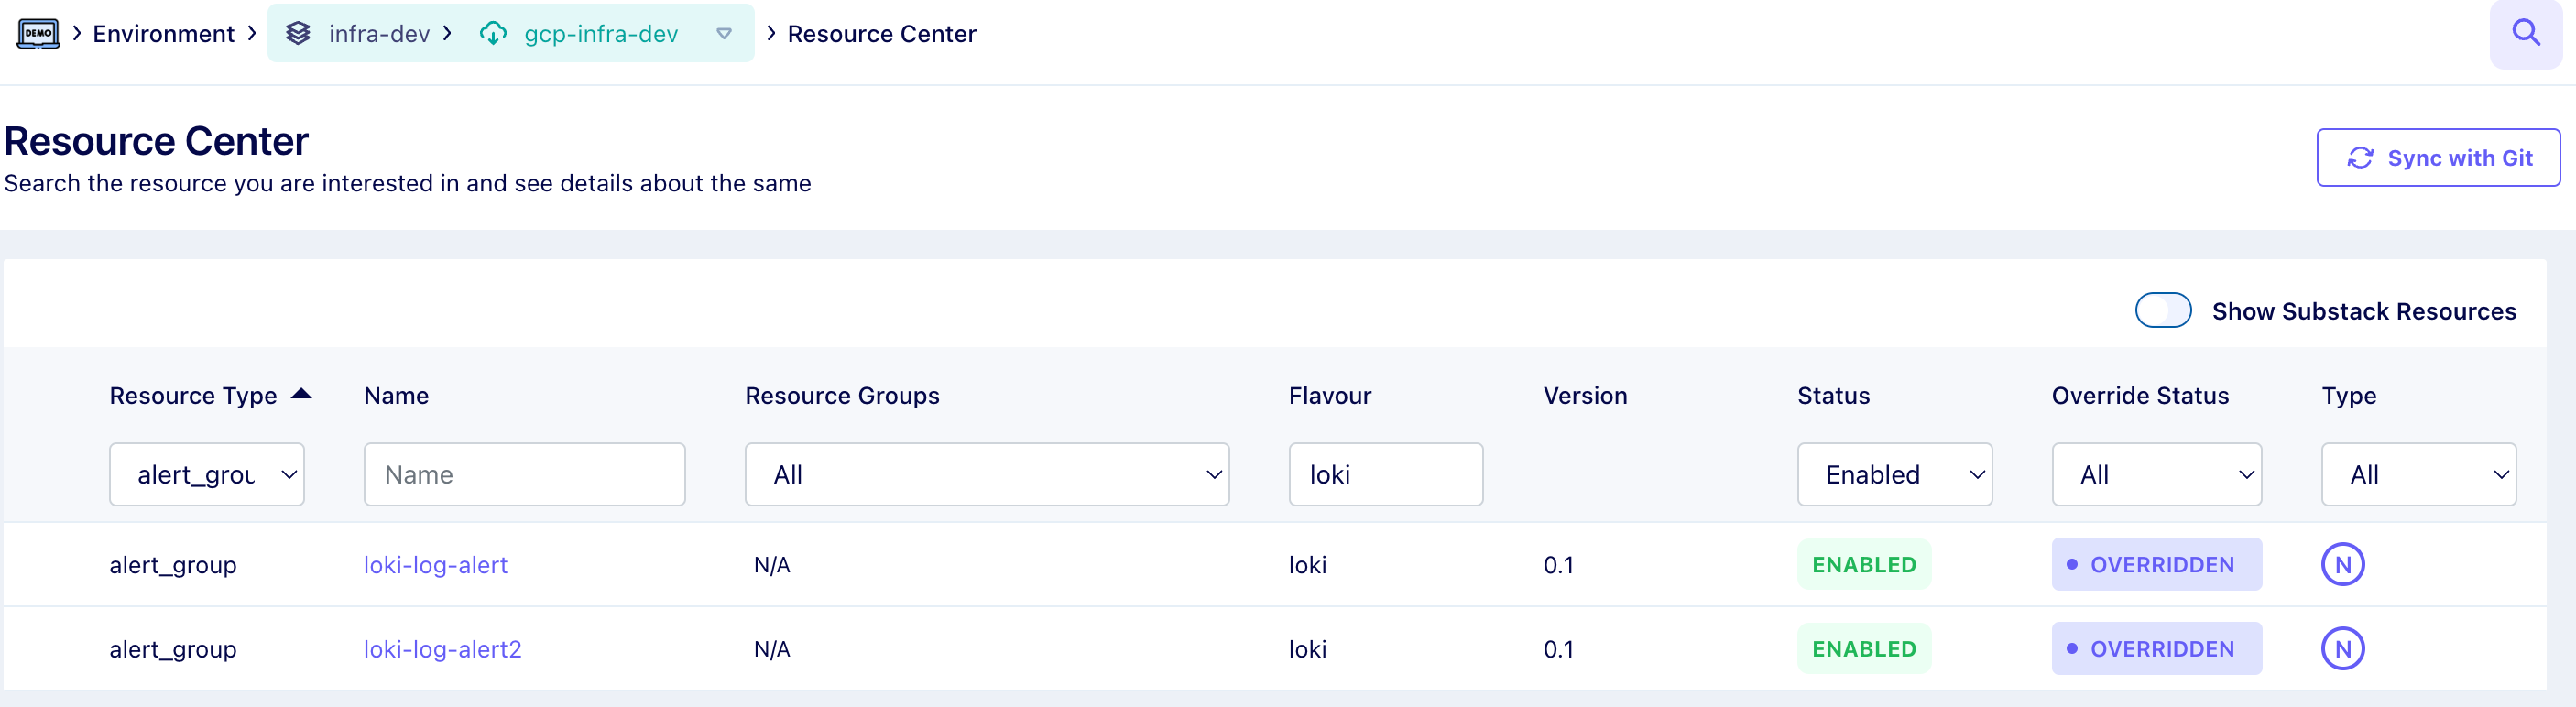 DEMO > Environment > infra-dev > gcp-infra-dev > Resource Center
Resource Center
Search the resource you are interested in and see details about the same
Sync with Git
Show Substack Resources
Resource Type Name Resource Groups Flavour Version Status Override Status Type
alert_grou Name All loki Enabled All All
alert_group loki-log-alert N/A loki 0.1 ENABLED OVERRIDDEN N
alert_group loki-log-alert2 N/A loki 0.1 ENABLED OVERRIDDEN N